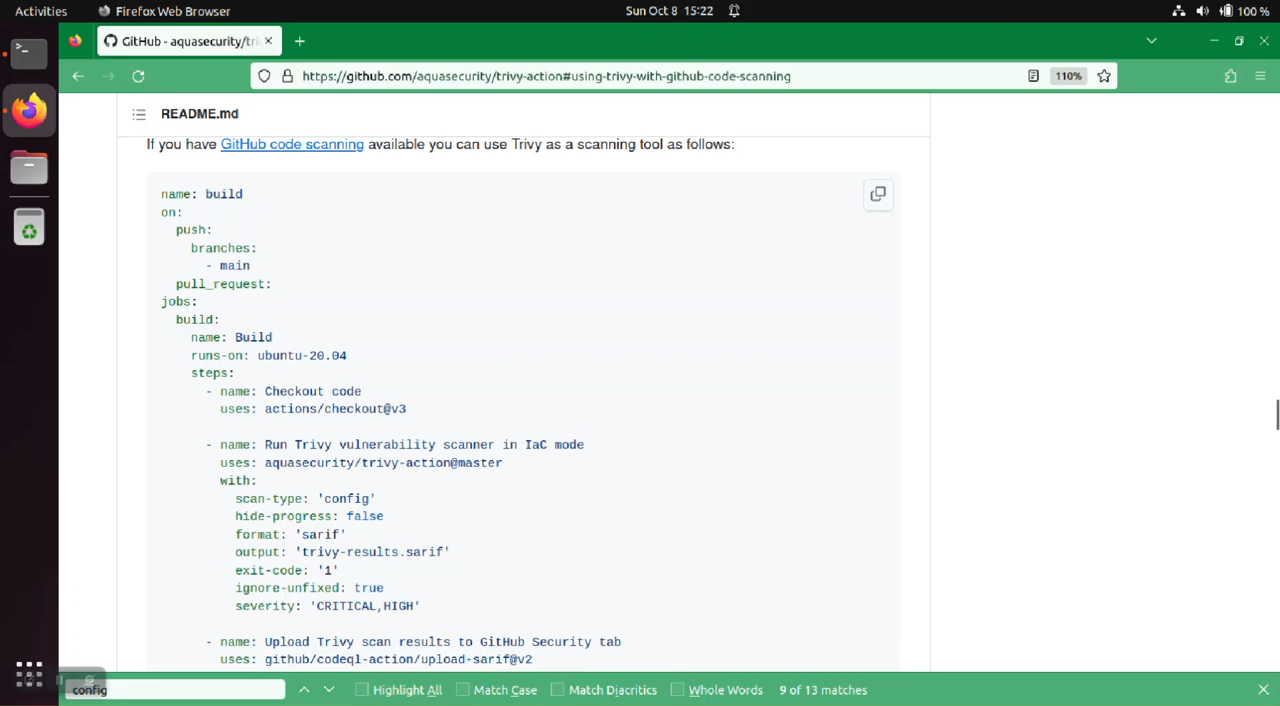 Activities
Firefox Web Browser
Sun Oct 8 15:22
100 %
GitHub - aquasecurity/tri
https://github.com/aquasecurity/trivy-action#using-trivy-with-github-code-scanning
110%
README.md
If you have GitHub code scanning available you can use Trivy as a scanning tool as follows:
name: build
on:
push:
branches:
- main
pull_request:
jobs:
build:
name: Build
runs-on: ubuntu-20.04
steps:
- name: Checkout code
uses: actions/checkout@v3
- name: Run Trivy vulnerability scanner in IaC mode
uses: aquasecurity/trivy-action@master
with:
scan-type: 'config'
hide-progress: false
format: 'sarif'
output: 'trivy-results.sarif'
exit-code: '1'
ignore-unfixed: true
severity: 'CRITICAL,HIGH'
- name: Upload Trivy scan results to GitHub Security tab
uses: github/codeql-action/upload-sarif@v2
config
Highlight All
Match Case
Match Diacritics
Whole Words
9 of 13 matches